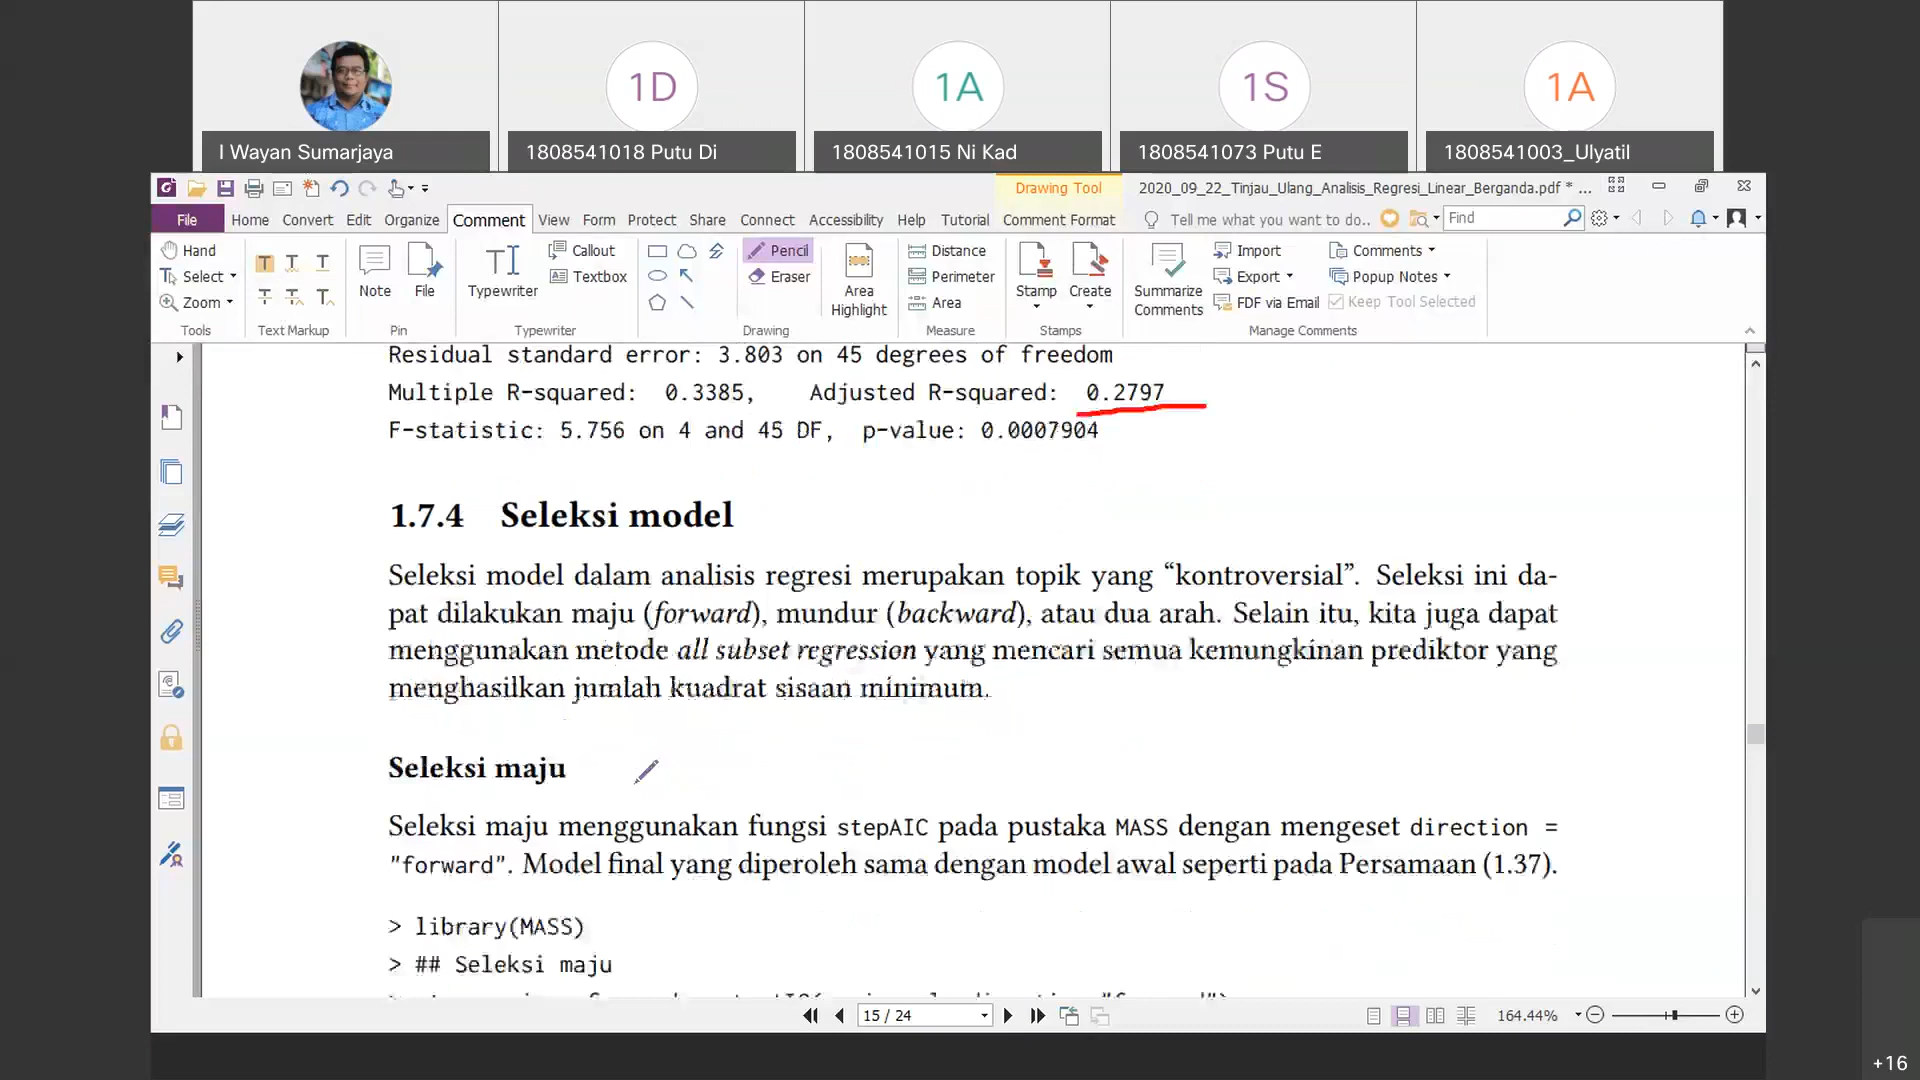 1D
1A
1S
1A
I Wayan Sumarjaya
1808541018 Putu Di
1808541015 Ni Kad
1808541073 Putu E
1808541003_Ulyatil
Drawing Tool
2020_09_22_Tinjau_Ulang_Analisis_Regresi_Linear_Berganda.pdf * ...
File Home Convert Edit Organize Comment View Form Protect Share Connect Accessibility Help Tutorial Comment Format
Tell me what you want to do..
Find
Hand
Select
Zoom
Tools
Text Markup
Note
File
Pin
Typewriter
Callout
Textbox
Typewriter
Pencil
Eraser
Area Highlight
Drawing
Distance
Perimeter
Area
Measure
Stamp
Create
Stamps
Summarize Comments
Import
Export
FDF via Email
Comments
Popup Notes
Keep Tool Selected
Manage Comments
Residual standard error: 3.803 on 45 degrees of freedom
Multiple R-squared: 0.3385, Adjusted R-squared: 0.2797
F-statistic: 5.756 on 4 and 45 DF, p-value: 0.0007904
1.7.4 Seleksi model
Seleksi model dalam analisis regresi merupakan topik yang “kontroversial”. Seleksi ini da-
pat dilakukan maju (forward), mundur (backward), atau dua arah. Selain itu, kita juga dapat
menggunakan metode all subset regression yang mencari semua kemungkinan prediktor yang
menghasilkan jumlah kuadrat sisaan minimum.
Seleksi maju
Seleksi maju menggunakan fungsi stepAIC pada pustaka MASS dengan mengeset direction =
"forward". Model final yang diperoleh sama dengan model awal seperti pada Persamaan (1.37).
> library(MASS)
> ## Seleksi maju
15 / 24
164.44%
+16